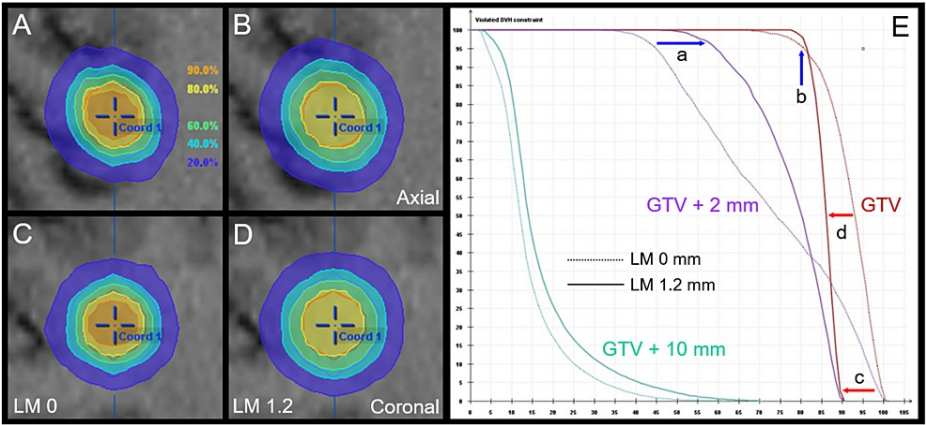 A
90.0%
80.0%
60.0%
40.0%
20.0%
Coord 1
B
Coord 1
Axial
C
Coord 1
LM 0
D
Coord 1
LM 1.2
Coronal
Violated DVH constraint
E
100
95
90
85
80
75
70
65
60
55
50
45
40
35
30
25
20
15
10
5
0
a
b
GTV + 2 mm
GTV
d
LM 0 mm
LM 1.2 mm
GTV + 10 mm
c
0 5 10 15 20 25 30 35 40 45 50 55 60 65 70 75 80 85 90 95 100 105